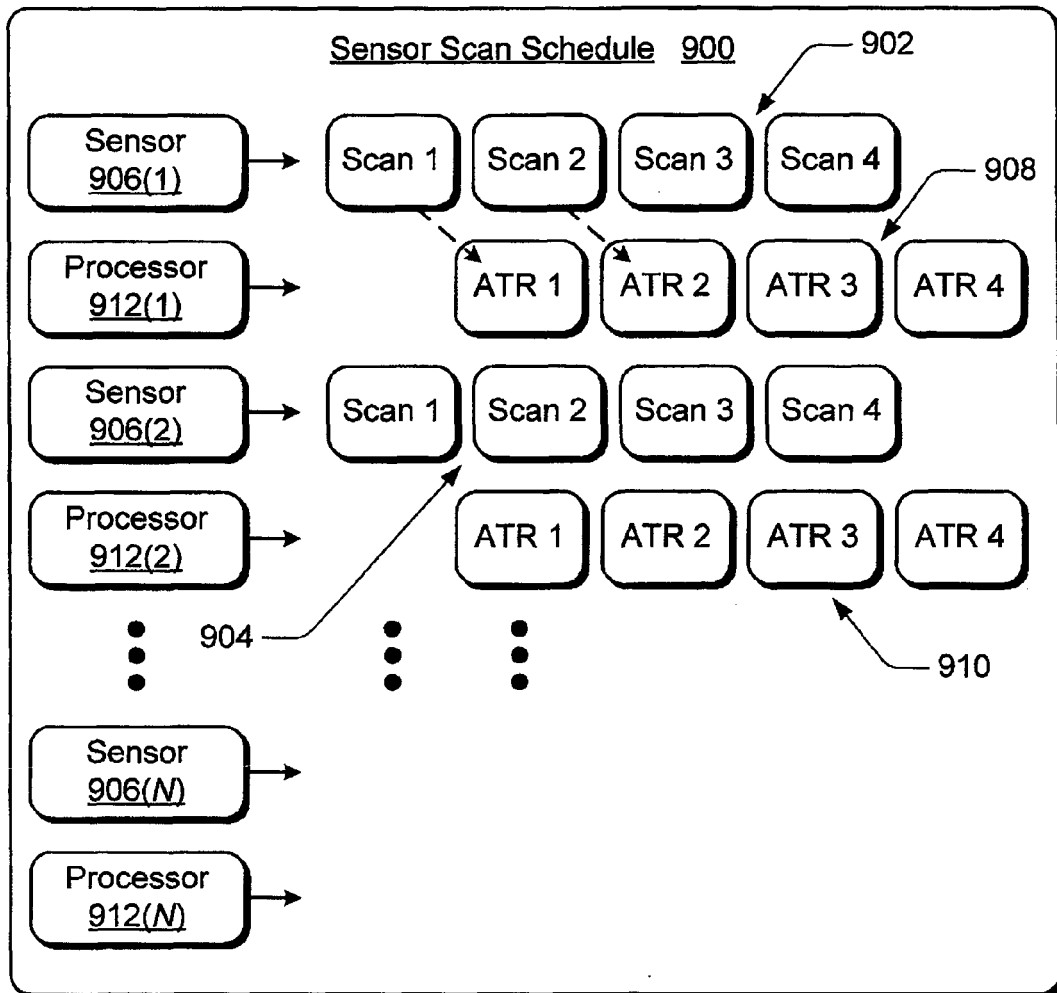 Sensor Scan Schedule 900
902
Sensor
906(1)
Scan 1
Scan 2
Scan 3
Scan 4
908
Processor
912(1)
ATR 1
ATR 2
ATR 3
ATR 4
Sensor
906(2)
Scan 1
Scan 2
Scan 3
Scan 4
Processor
912(2)
ATR 1
ATR 2
ATR 3
ATR 4
904
910
Sensor
906(N)
Processor
912(N)